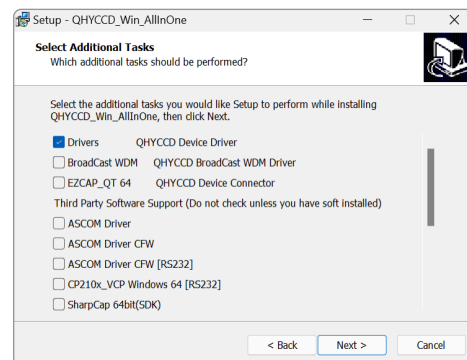 Setup - QHYCCD_Win_AllInOne
Select Additional Tasks
Which additional tasks should be performed?
Select the additional tasks you would like Setup to perform while installing
QHYCCD_Win_AllInOne, then click Next.
Drivers QHYCCD Device Driver
BroadCast WDM QHYCCD BroadCast WDM Driver
EZCAP_QT 64 QHYCCD Device Connector
Third Party Software Support (Do not check unless you have soft installed)
ASCOM Driver
ASCOM Driver CFW
ASCOM Driver CFW [RS232]
CP210x_VCP Windows 64 [RS232]
SharpCap 64bit(SDK)
< Back Next > Cancel